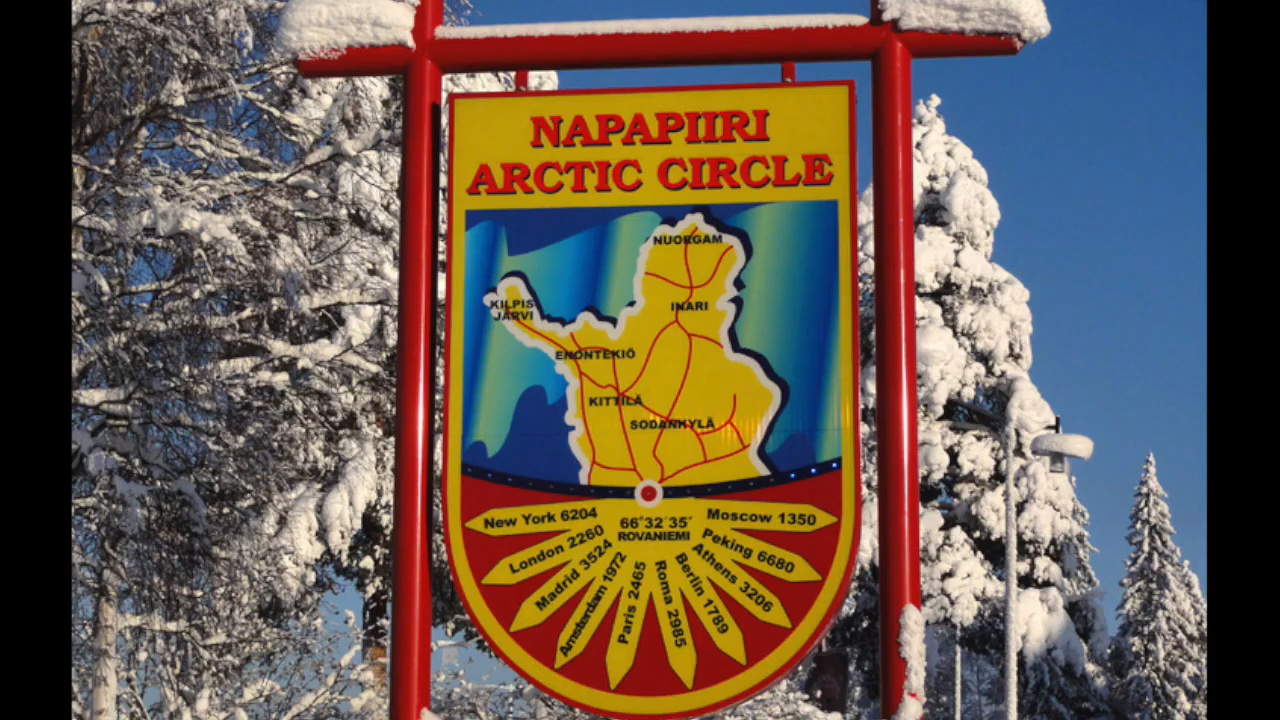 NAPAPIIRI
ARCTIC CIRCLE
NUORGAM
KILPIS
JÄRVI
INARI
ENONTEKIÖ
KITTILÄ
SODANKYLÄ
66°32'35"
ROVANIEMI
New York 6204
London 2260
Madrid 3524
Amsterdam 1972
Paris 2465
Roma 2985
Berlin 1789
Athens 3206
Peking 6680
Moscow 1350